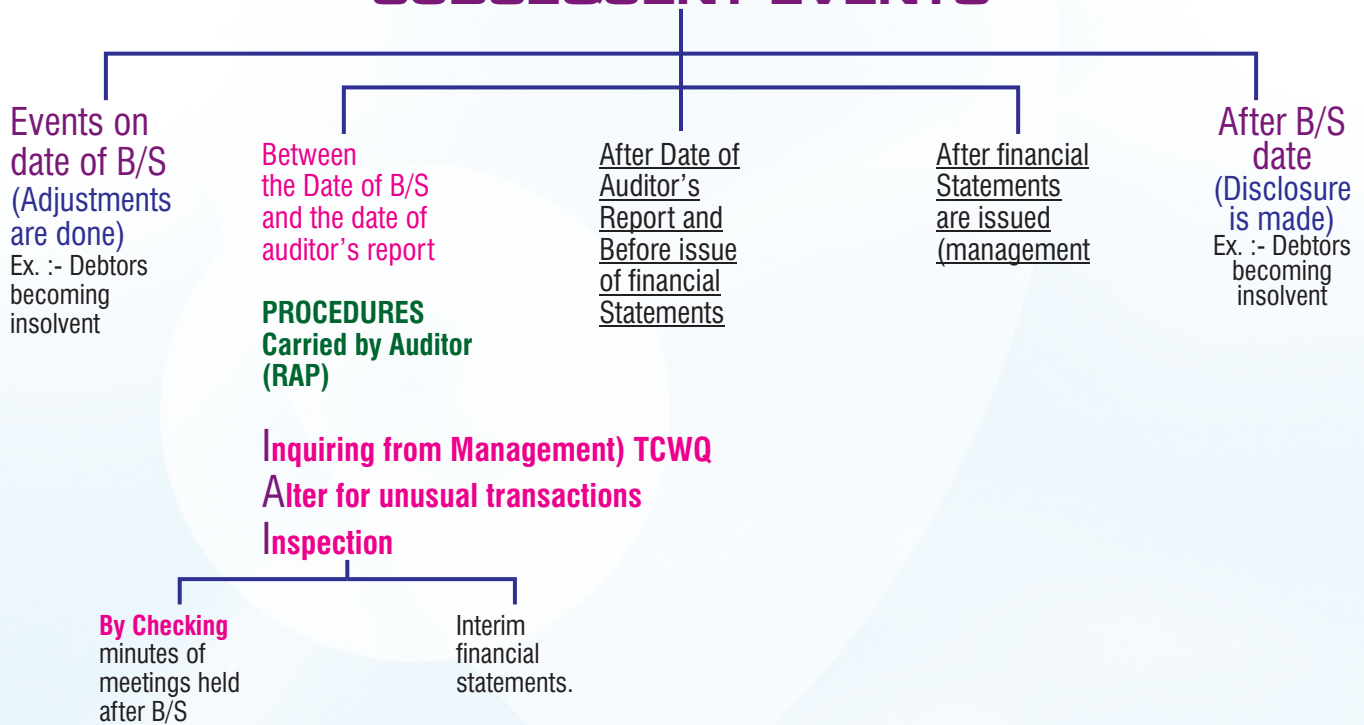 SUBSEQUENT EVENTS
Events on
date of B/S
(Adjustments
are done)
Ex. :- Debtors
becoming
insolvent
Between
the Date of B/S
and the date of
auditor's report
PROCEDURES
Carried by Auditor
(RAP)
Inquiring from Management) TCWQ
Alter for unusual transactions
Inspection
By Checking
minutes of
meetings held
after B/S
Interim
financial
statements.
After Date of
Auditor's
Report and
Before issue
of financial
Statements
After financial
Statements
are issued
(management
After B/S
date
(Disclosure
is made)
Ex. :- Debtors
becoming
insolvent